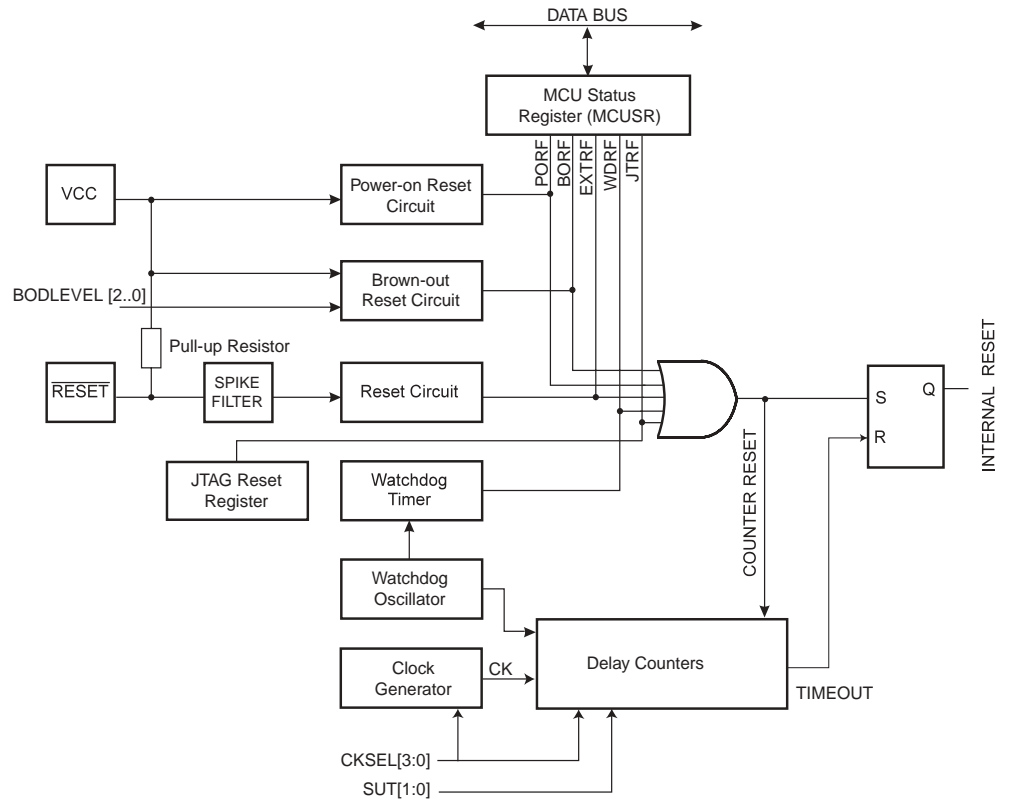 DATA BUS
MCU Status
Register (MCUSR)
PORF
BORF
EXTRF
WDRF
JTRF
VCC
Power-on Reset
Circuit
BODLEVEL [2..0]
Brown-out
Reset Circuit
Pull-up Resistor
RESET
SPIKE
FILTER
Reset Circuit
S
Q
R
INTERNAL RESET
JTAG Reset
Register
Watchdog
Timer
COUNTER RESET
Watchdog
Oscillator
Clock
Generator
CK
Delay Counters
TIMEOUT
CKSEL[3:0]
SUT[1:0]